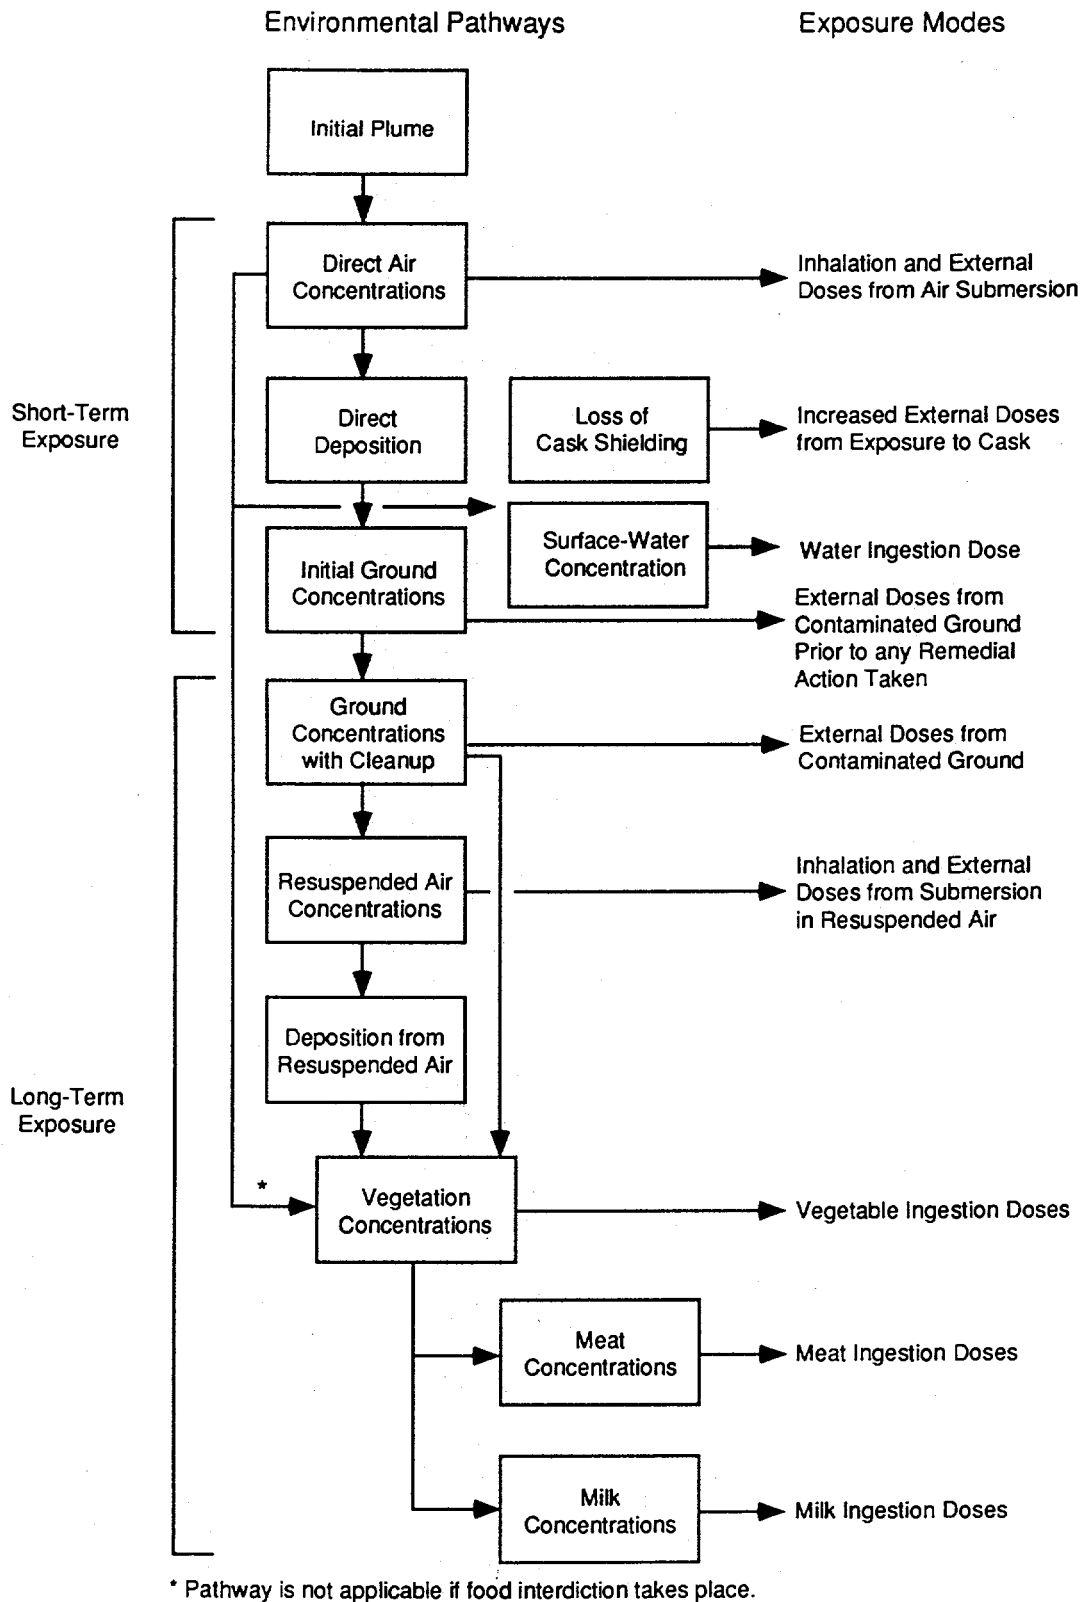 Environmental Pathways
Exposure Modes
Initial Plume
Direct Air
Concentrations
Inhalation and External
Doses from Air Submersion
Short-Term
Exposure
Direct
Deposition
Loss of
Cask Shielding
Increased External Doses
from Exposure to Cask
Initial Ground
Concentrations
Surface-Water
Concentration
Water Ingestion Dose
External Doses from
Contaminated Ground
Prior to any Remedial
Action Taken
Ground
Concentrations
with Cleanup
External Doses from
Contaminated Ground
Resuspended Air
Concentrations
Inhalation and External
Doses from Submersion
in Resuspended Air
Deposition from
Resuspended Air
Long-Term
Exposure
*
Vegetation
Concentrations
Vegetable Ingestion Doses
Meat
Concentrations
Meat Ingestion Doses
Milk
Concentrations
Milk Ingestion Doses
* Pathway is not applicable if food interdiction takes place.